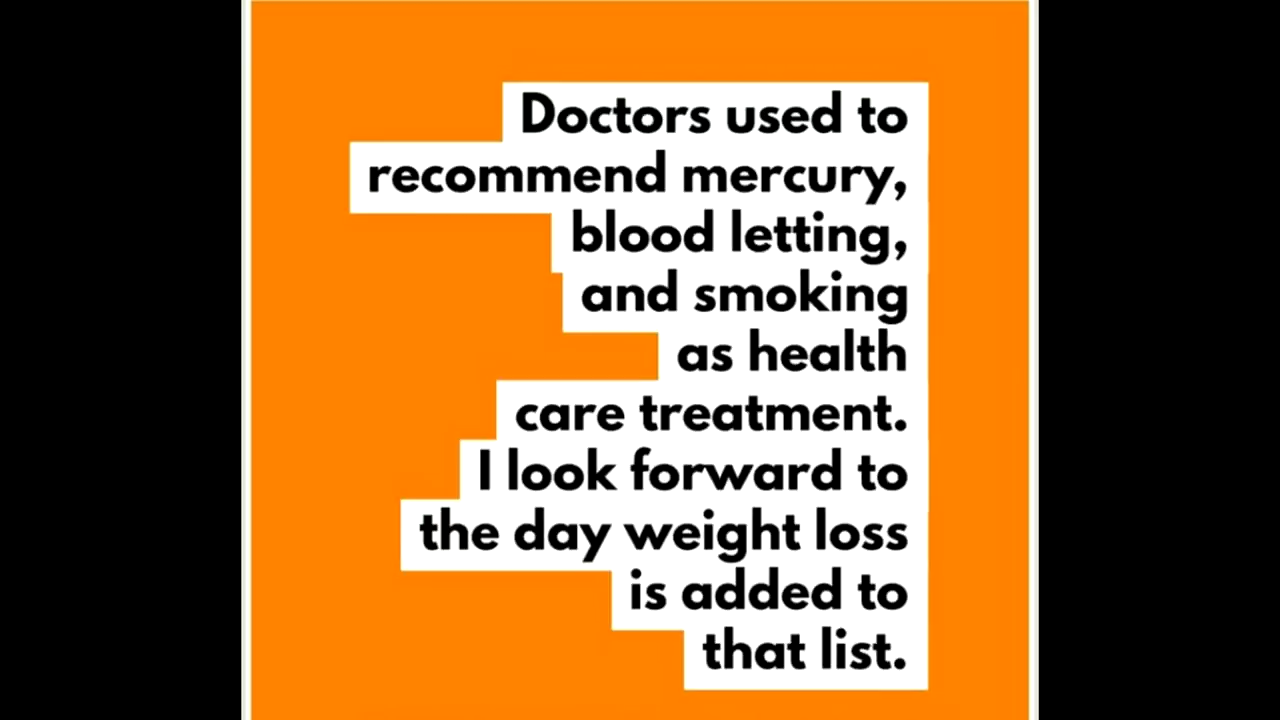 Doctors used to
recommend mercury,
blood letting,
and smoking
as health
care treatment.
I look forward to
the day weight loss
is added to
that list.